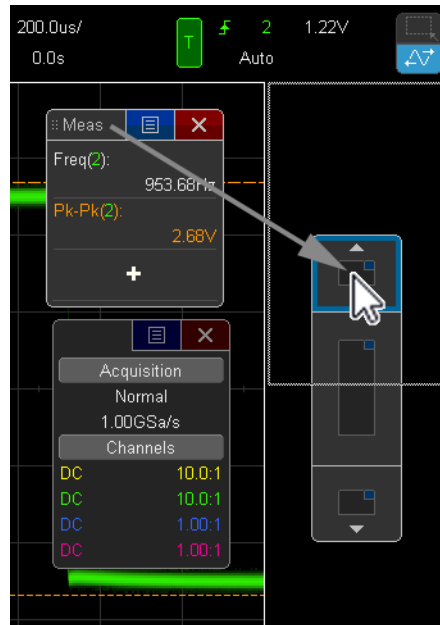 200.0us/ T 2 1.22V
0.0s Auto
Meas
Freq(2):
953.68Hz
Pk-Pk(2):
2.68V
+
Acquisition
Normal
1.00GSa/s
Channels
DC 10.0:1
DC 10.0:1
DC 1.00:1
DC 1.00:1